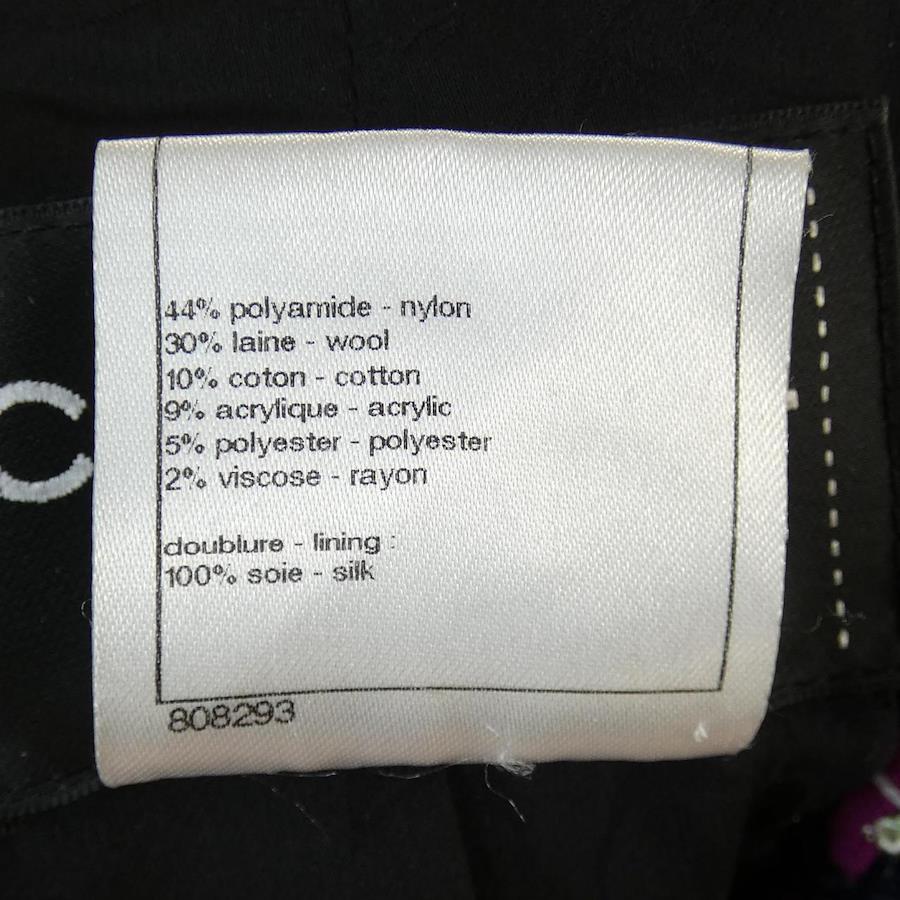 44% polyamide - nylon
30% laine - wool
10% coton - cotton
9% acrylique - acrylic
5% polyester - polyester
2% viscose - rayon
doublure - lining :
100% soie - silk
808293
C